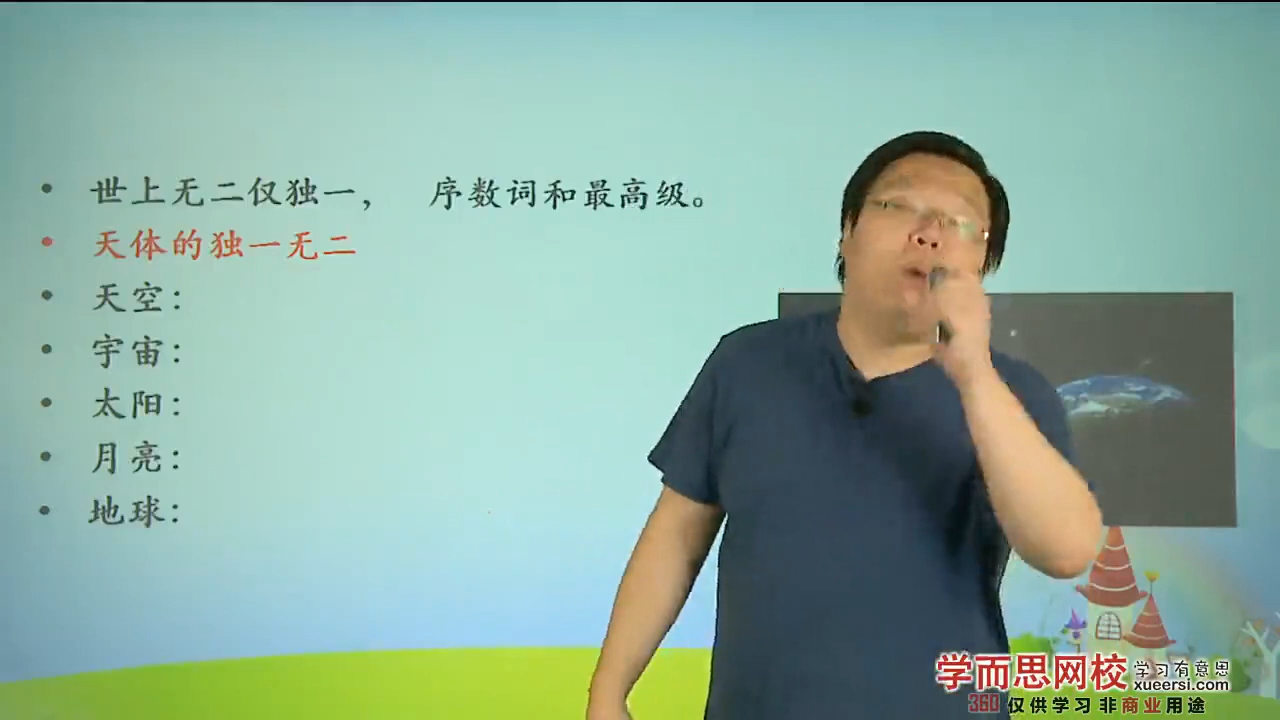 世上无二仅独一， 序数词和最高级。
天体的独一无二
天空：
宇宙：
太阳：
月亮：
地球：
学而思网校 学习有意思
xueersi.com
360 仅供学习 非商业用途